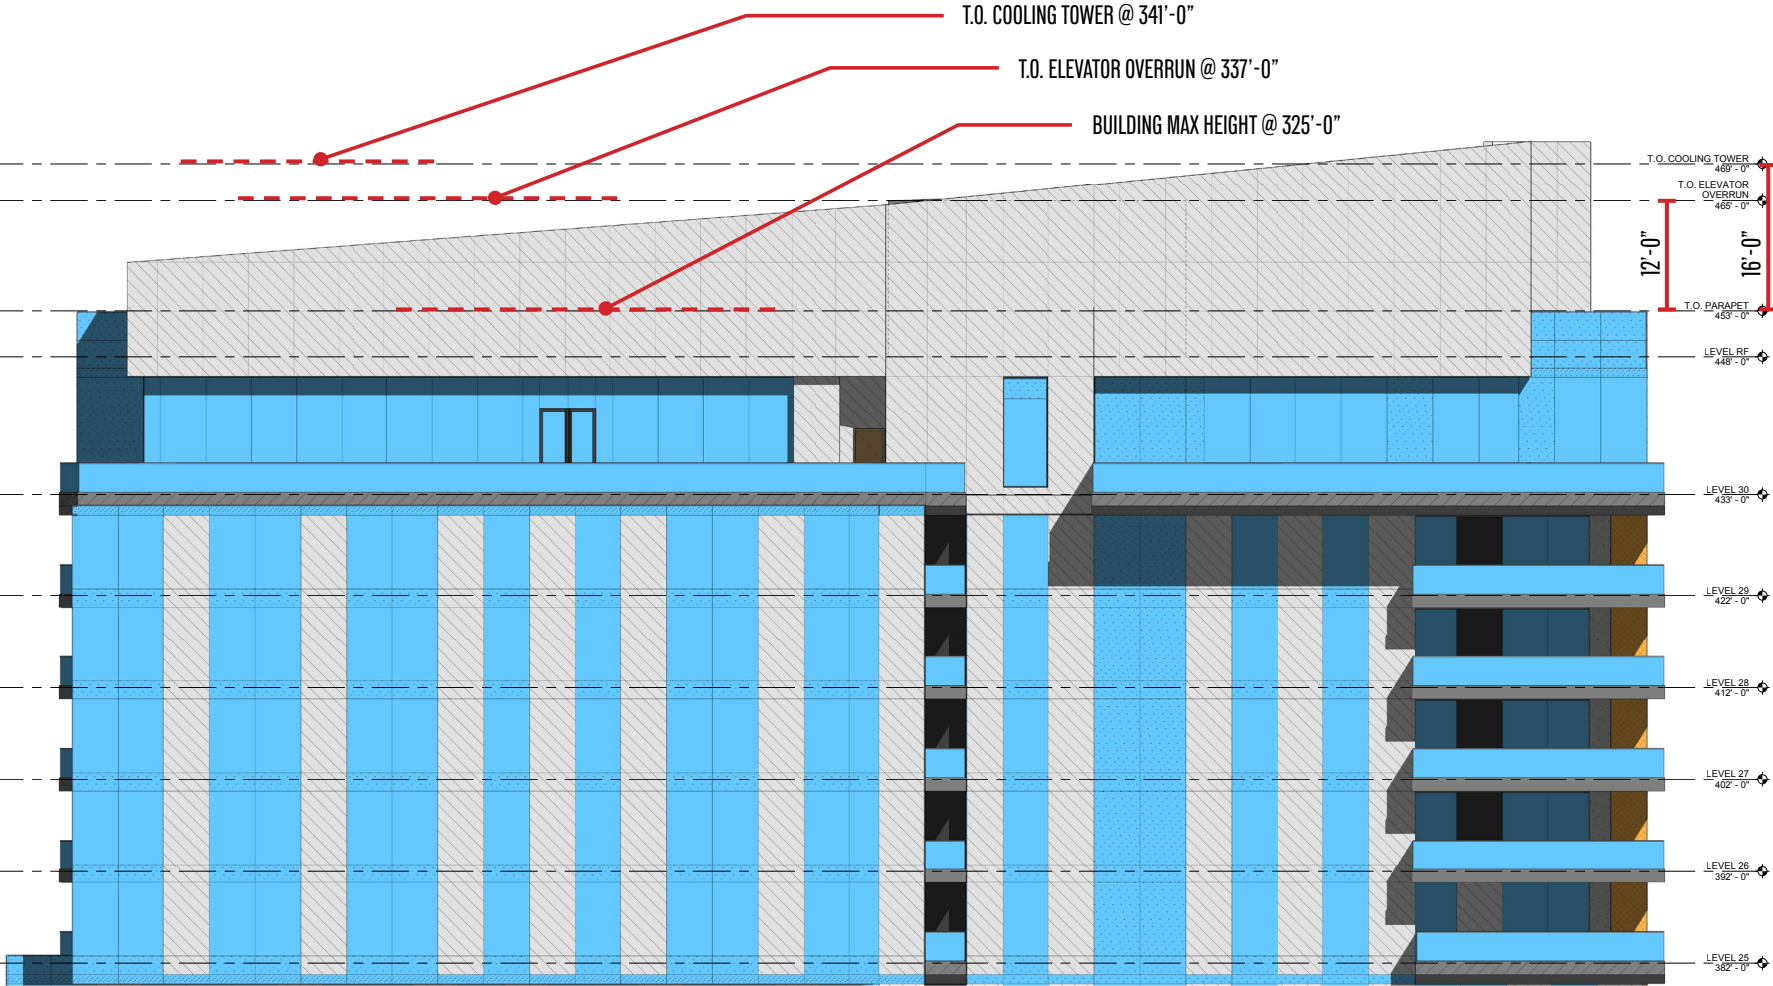 T.O. COOLING TOWER @ 341'-0"
T.O. ELEVATOR OVERRUN @ 337'-0"
BUILDING MAX HEIGHT @ 325'-0"
T.O. COOLING TOWER
469' - 0"
T.O. ELEVATOR
OVERRUN
465' - 0"
12'-0"
16'-0"
T.O. PARAPET
453' - 0"
LEVEL RF
448' - 0"
LEVEL 30
433' - 0"
LEVEL 29
422' - 0"
LEVEL 28
412' - 0"
LEVEL 27
402' - 0"
LEVEL 26
392' - 0"
LEVEL 25
382' - 0"